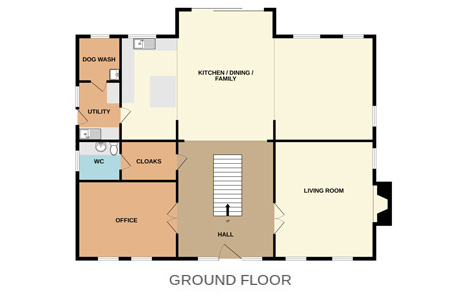 DOG WASH
KITCHEN / DINING /
FAMILY
UTILITY
WC
CLOAKS
LIVING ROOM
OFFICE
UP
HALL
GROUND FLOOR